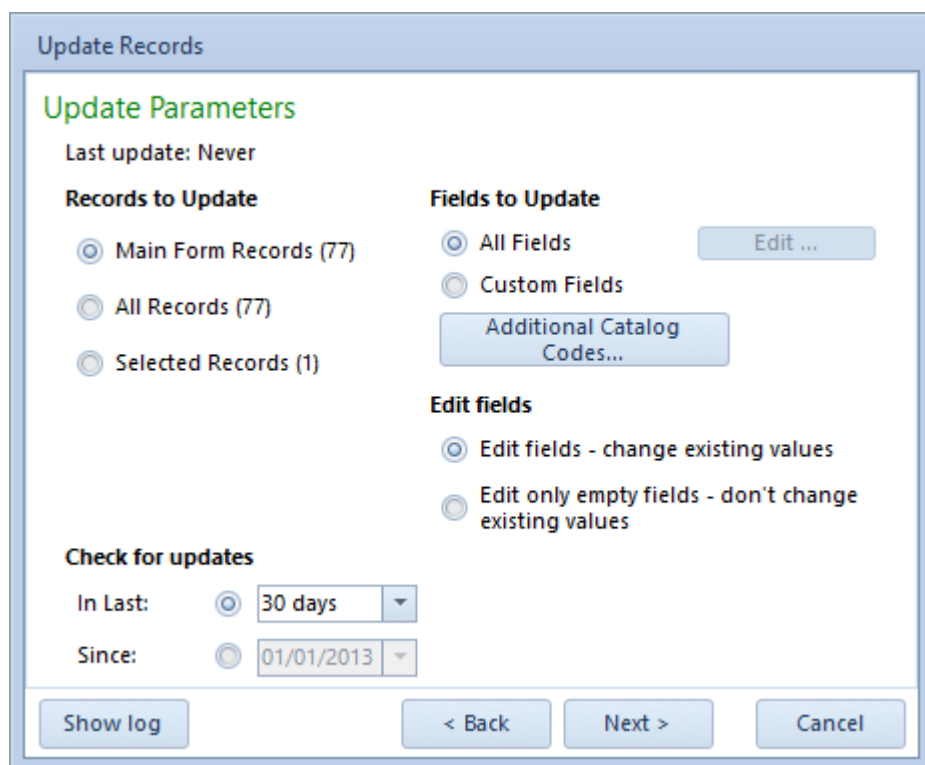 Update Records
Update Parameters
Last update: Never
Records to Update
Main Form Records (77)
All Records (77)
Selected Records (1)
Fields to Update
All Fields
Edit ...
Custom Fields
Additional Catalog
Codes...
Edit fields
Edit fields - change existing values
Edit only empty fields - don't change
existing values
Check for updates
In Last:
30 days
Since:
01/01/2013
Show log
< Back
Next >
Cancel